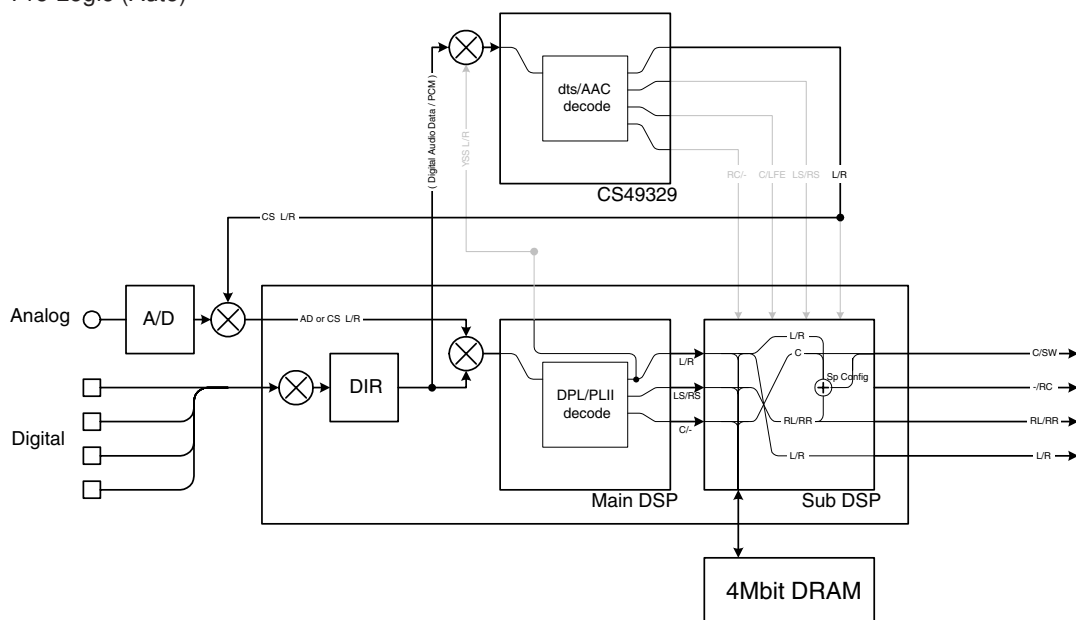 dts/AAC
decode
( Digital Audio Data / PCM )
YSS L/R
RC/-
C/LFE
LS/RS
L/R
CS49329
CS L/R
Analog
A/D
AD or CS L/R
L/R
L/R
C
C/SW
Sp Config
DIR
DPL/PLII
decode
LS/RS
-/RC
C/-
RL/RR
RL/RR
Digital
L/R
L/R
Main DSP
Sub DSP
4Mbit DRAM